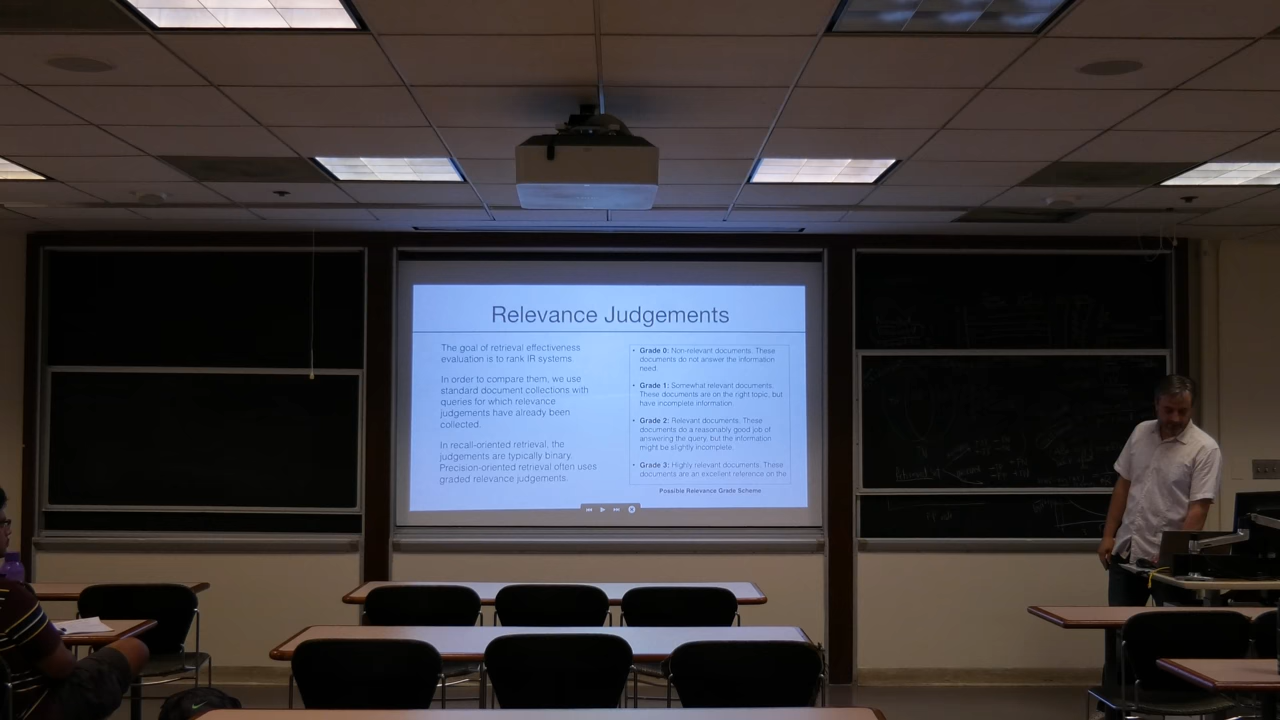 Relevance Judgements
The goal of retrieval effectiveness
evaluation is to rank IR systems
In order to compare them, we use
standard document collections with
queries for which relevance
judgements have already been
collected.
In recall-oriented retrieval, the
judgements are typically binary.
Precision-oriented retrieval often uses
graded relevance judgements.
• Grade 0: Non-relevant documents. These
documents do not answer the information
need.
• Grade 1: Somewhat relevant documents.
These documents are on the right topic, but
have incomplete information.
• Grade 2: Relevant documents. These
documents do a reasonably good job of
answering the query, but the information
might be slightly incomplete.
• Grade 3: Highly relevant documents. These
documents are an excellent reference on the
Possible Relevance Grade Scheme